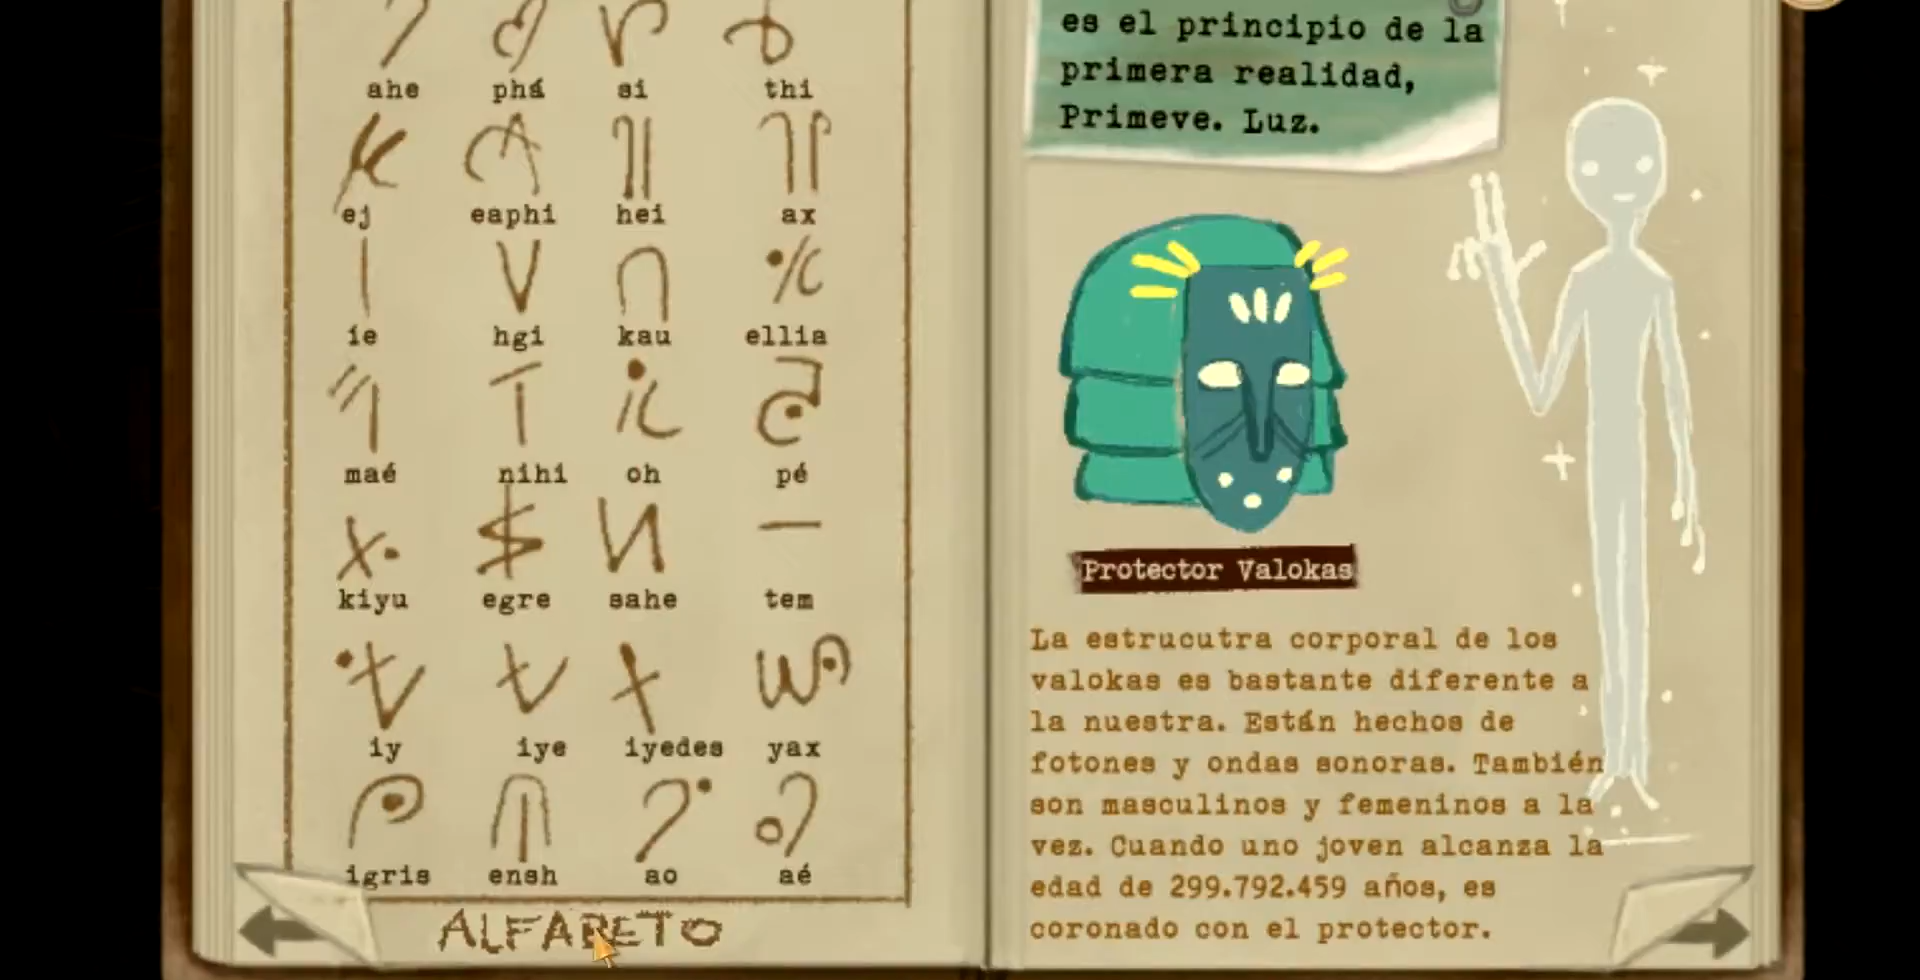 ahe phá si thi
ej eaphi hei ax
ie hgi kau ellia
maé nihi oh pé
kiyu egre sahe tem
iy iye iyedes yax
igris ensh ao aé
ALFABETO
es el principio de la
primera realidad,
Primeve. Luz.
Protector Valokas
La estrucutra corporal de los
valokas es bastante diferente a
la nuestra. Están hechos de
fotones y ondas sonoras. También
son masculinos y femeninos a la
vez. Cuando uno joven alcanza la
edad de 299.792.459 años, es
coronado con el protector.